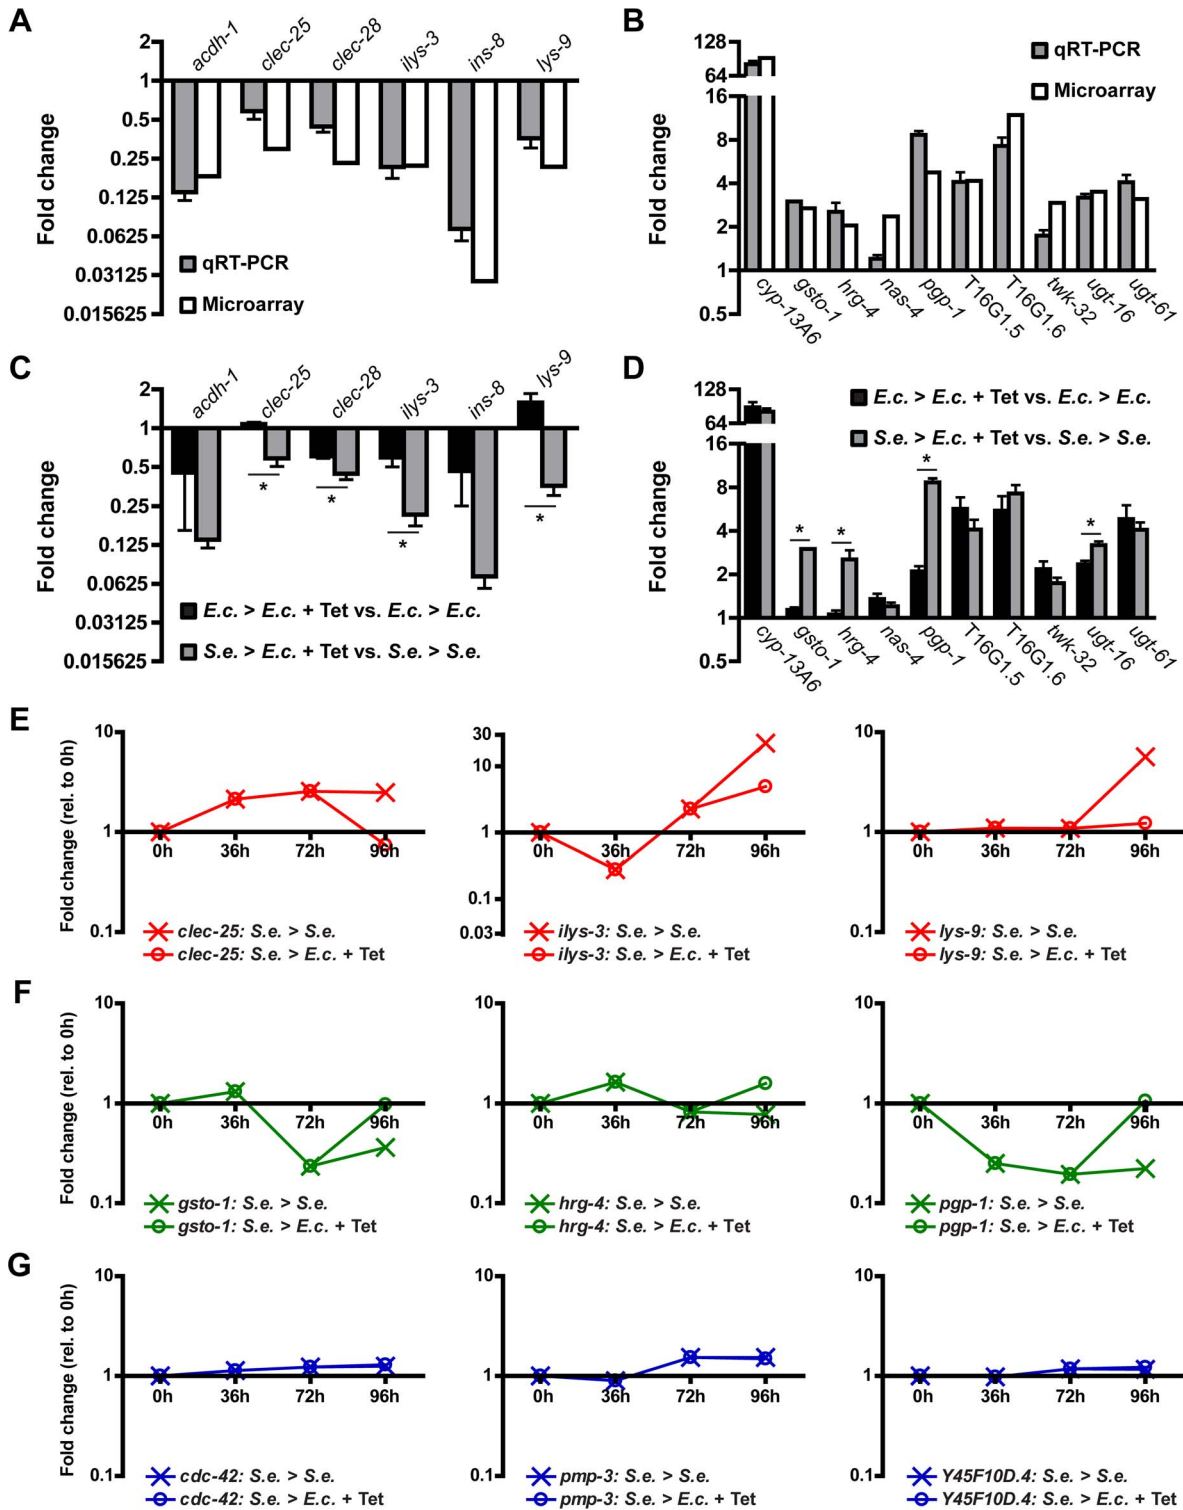 A
acdh-1
clec-25
clec-28
ilys-3
ins-8
lys-9
Fold change
2
1
0.5
0.25
0.125
0.0625
0.03125
0.015625
qRT-PCR
Microarray
B
Fold change
128
64
16
8
4
2
1
0.5
qRT-PCR
Microarray
cyp-13A6
gsto-1
hrg-4
nas-4
pgp-1
T16G1.5
T16G1.6
twk-32
ugt-16
ugt-61
C
acdh-1
clec-25
clec-28
ilys-3
ins-8
lys-9
Fold change
2
1
0.5
0.25
0.125
0.0625
0.03125
0.015625
* * * *
E.c. > E.c. + Tet vs. E.c. > E.c.
S.e. > E.c. + Tet vs. S.e. > S.e.
D
Fold change
128
64
16
8
4
2
1
0.5
E.c. > E.c. + Tet vs. E.c. > E.c.
S.e. > E.c. + Tet vs. S.e. > S.e.
* * * *
cyp-13A6
gsto-1
hrg-4
nas-4
pgp-1
T16G1.5
T16G1.6
twk-32
ugt-16
ugt-61
E
Fold change (rel. to 0h)
10
1
0.1
0h 36h 72h 96h
clec-25: S.e. > S.e.
clec-25: S.e. > E.c. + Tet
30
10
1
0.1
0.03
0h 36h 72h 96h
ilys-3: S.e. > S.e.
ilys-3: S.e. > E.c. + Tet
10
1
0.1
0h 36h 72h 96h
lys-9: S.e. > S.e.
lys-9: S.e. > E.c. + Tet
F
Fold change (rel. to 0h)
10
1
0.1
0h 36h 72h 96h
gsto-1: S.e. > S.e.
gsto-1: S.e. > E.c. + Tet
10
1
0.1
0h 36h 72h 96h
hrg-4: S.e. > S.e.
hrg-4: S.e. > E.c. + Tet
10
1
0.1
0h 36h 72h 96h
pgp-1: S.e. > S.e.
pgp-1: S.e. > E.c. + Tet
G
Fold change (rel. to 0h)
10
1
0.1
0h 36h 72h 96h
cdc-42: S.e. > S.e.
cdc-42: S.e. > E.c. + Tet
10
1
0.1
0h 36h 72h 96h
pmp-3: S.e. > S.e.
pmp-3: S.e. > E.c. + Tet
10
1
0.1
0h 36h 72h 96h
Y45F10D.4: S.e. > S.e.
Y45F10D.4: S.e. > E.c. + Tet